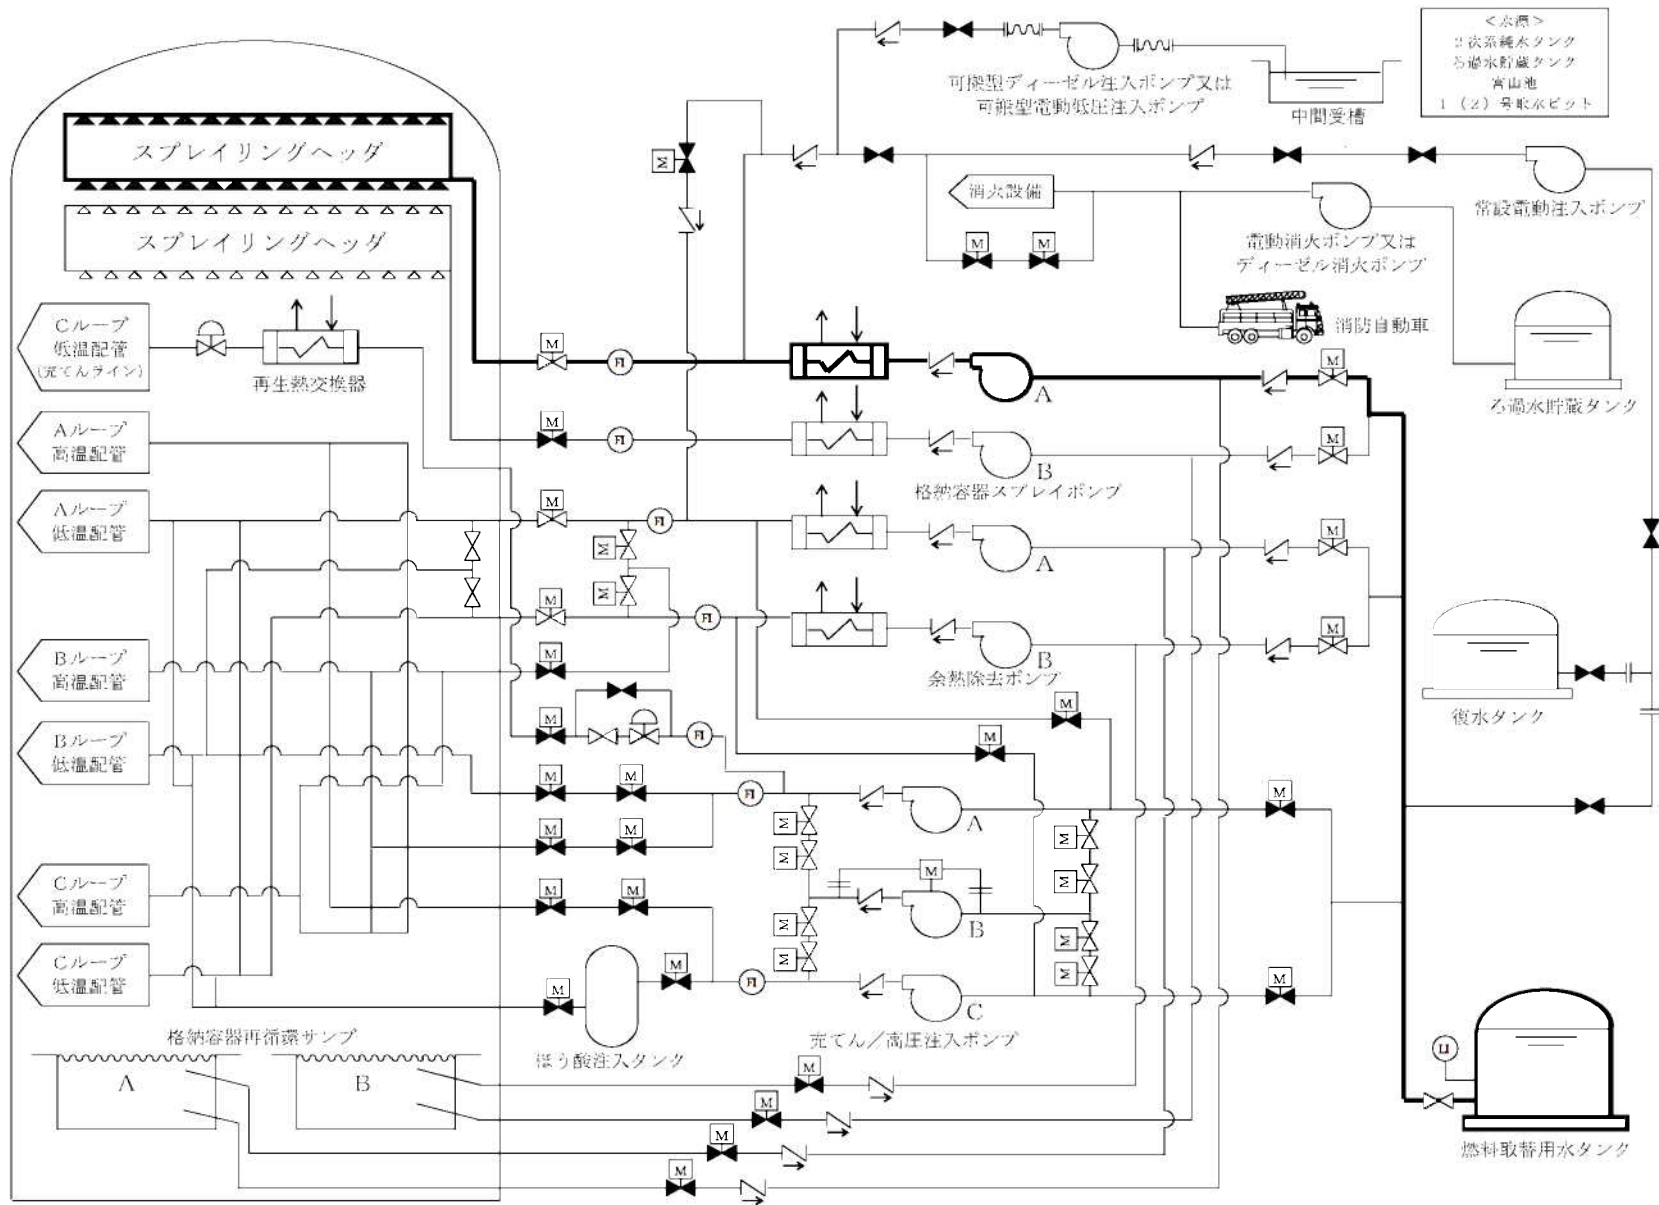 <水源>
2次系純水タンク
ろ過水貯蔵タンク
宮山池
1(2)号取水ピット
可搬型ディーゼル注入ポンプ又は
可搬型電動低圧注入ポンプ
中間受槽
スプレイリングヘッダ
M
消火設備
常設電動注入ポンプ
スプレイリングヘッダ
M
M
電動消火ポンプ又は
ディーゼル消火ポンプ
消防自動車
Cループ
低温配管
(充てんライン)
再生熱交換器
M
FI
A
M
ろ過水貯蔵タンク
Aループ
高温配管
M
FI
B
M
格納容器スプレイポンプ
Aループ
低温配管
M
FI
M
A
M
M
M
FI
B
M
余熱除去ポンプ
復水タンク
Bループ
高温配管
M
M
M
FI
M
Bループ
低温配管
M
M
FI
M
A
M
M
M
M
M
M
M
B
Cループ
高温配管
M
M
M
M
M
M
Cループ
低温配管
M
M
FI
C
M
ほう酸注入タンク
充てん/高圧注入ポンプ
格納容器再循環サンプ
A
B
M
M
M
M
LI
燃料取替用水タンク